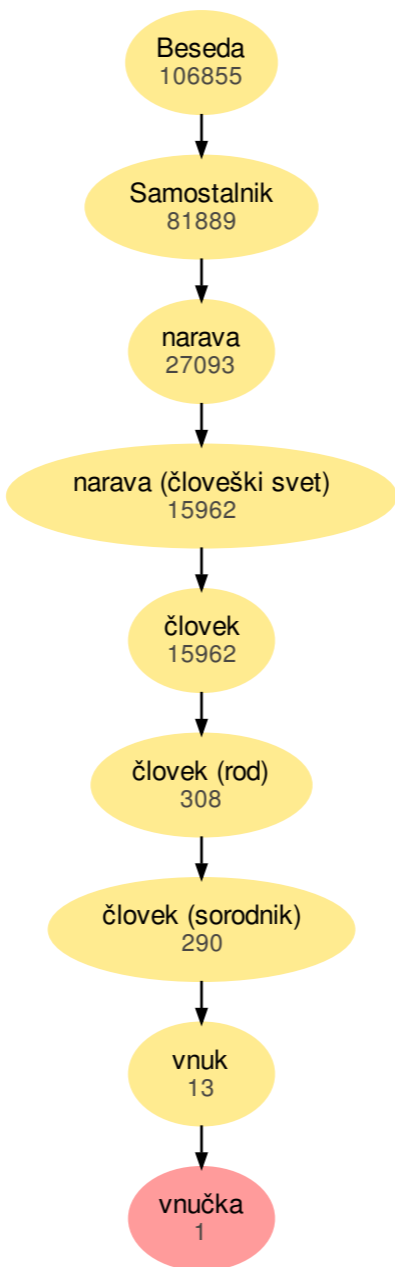 Beseda
106855
Samostalnik
81889
narava
27093
narava (človeški svet)
15962
človek
15962
človek (rod)
308
človek (sorodnik)
290
vnuk
13
vnučka
1